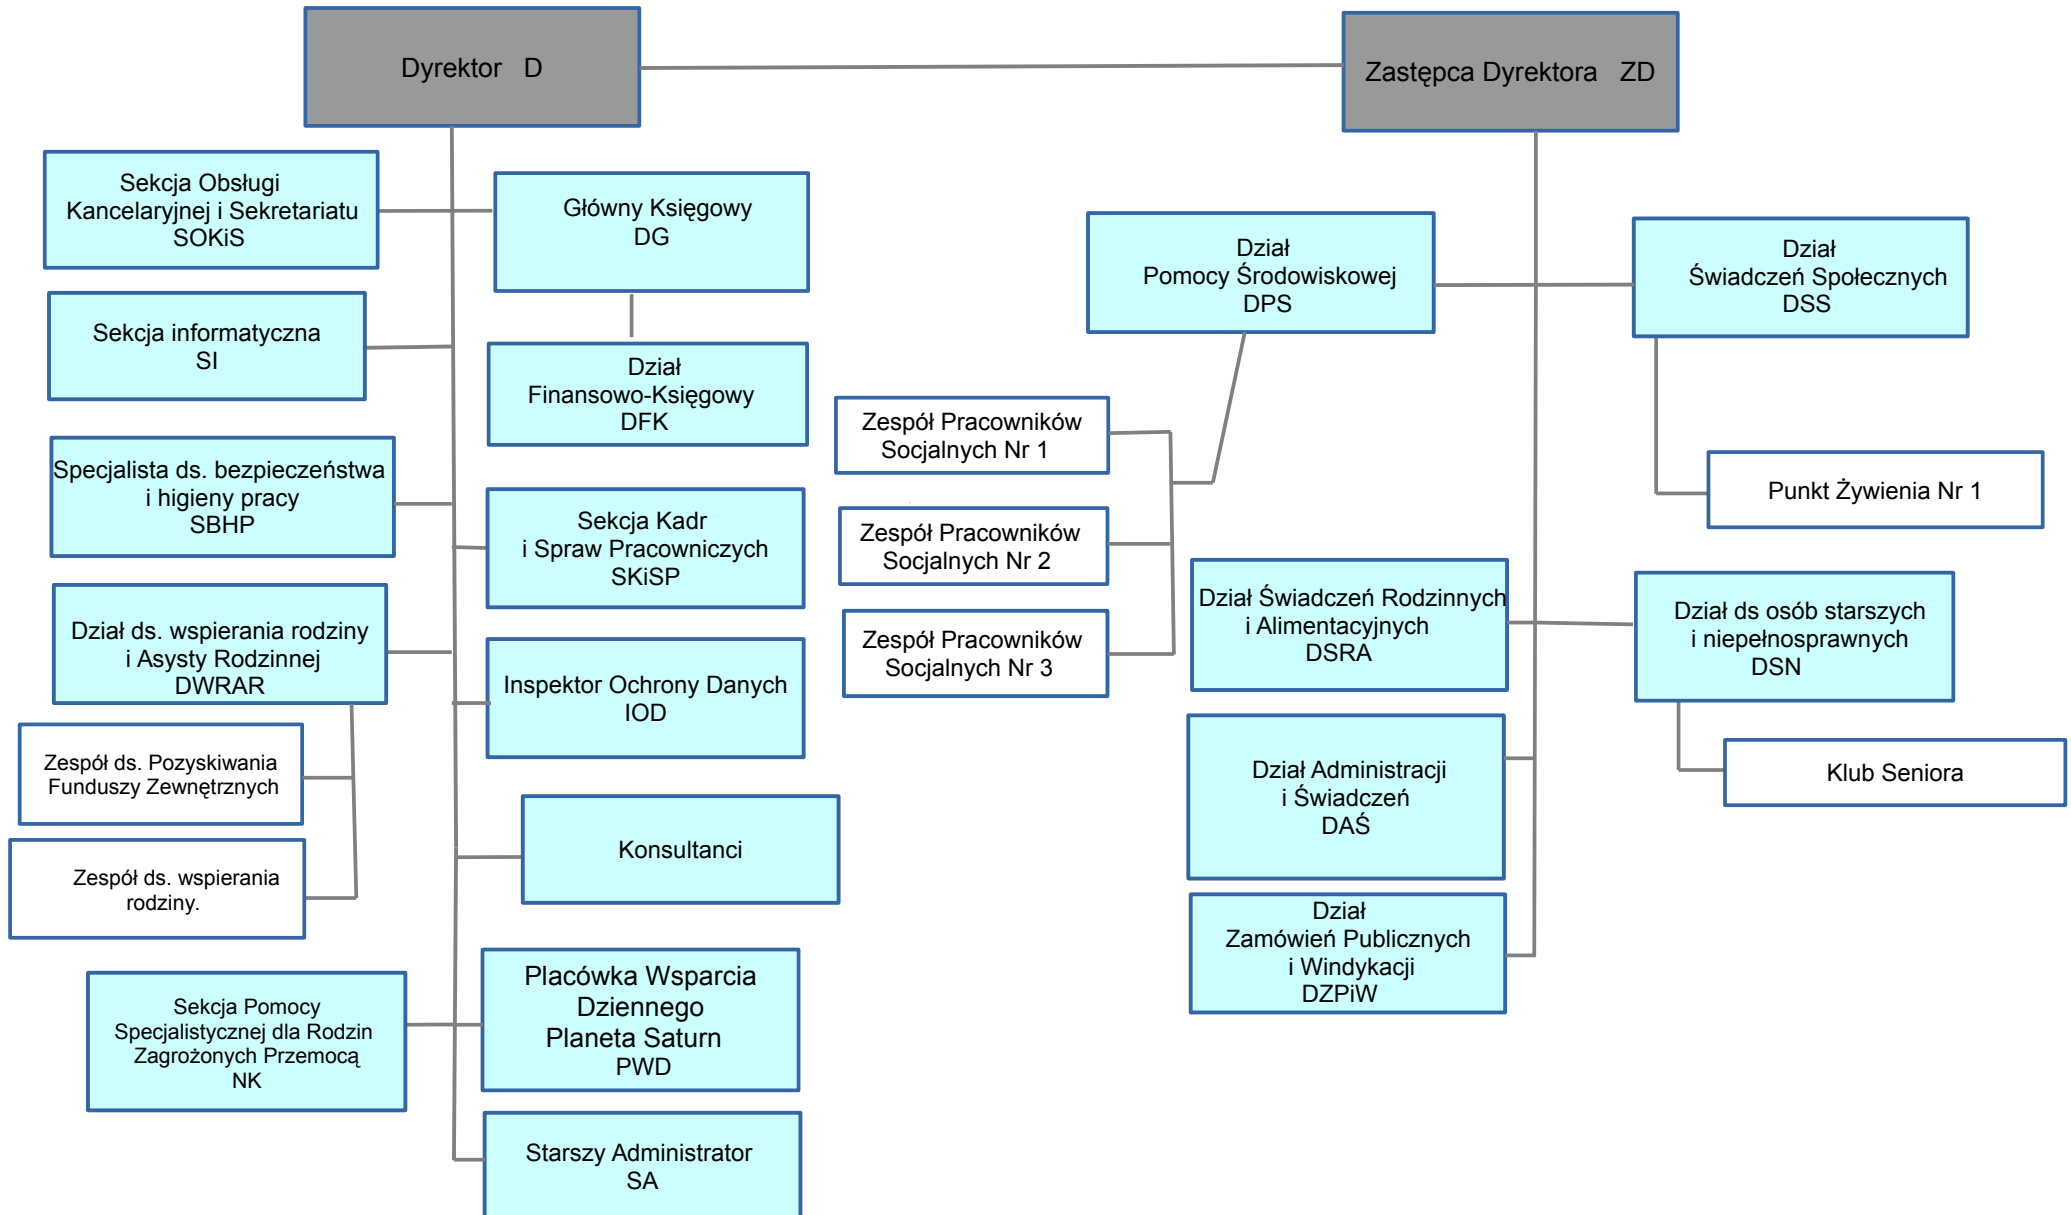 Dyrektor D
Zastępca Dyrektora ZD
Sekcja Obsługi
Kancelaryjnej i Sekretariatu
SOKiS
Główny Księgowy
DG
Sekcja informatyczna
SI
Dział
Finansowo-Księgowy
DFK
Specjalista ds. bezpieczeństwa
i higieny pracy
SBHP
Sekcja Kadr
i Spraw Pracowniczych
SKiSP
Dział ds. wspierania rodziny
i Asysty Rodzinnej
DWRAR
Inspektor Ochrony Danych
IOD
Zespół ds. Pozyskiwania
Funduszy Zewnętrznych
Zespół ds. wspierania
rodziny.
Konsultanci
Sekcja Pomocy
Specjalistycznej dla Rodzin
Zagrożonych Przemocą
NK
Placówka Wsparcia
Dziennego
Planeta Saturn
PWD
Starszy Administrator
SA
Dział
Pomocy Środowiskowej
DPS
Dział
Świadczeń Społecznych
DSS
Zespół Pracowników
Socjalnych Nr 1
Zespół Pracowników
Socjalnych Nr 2
Zespół Pracowników
Socjalnych Nr 3
Punkt Żywienia Nr 1
Dział Świadczeń Rodzinnych
i Alimentacyjnych
DSRA
Dział ds osób starszych
i niepełnosprawnych
DSN
Klub Seniora
Dział Administracji
i Świadczeń
DAŚ
Dział
Zamówień Publicznych
i Windykacji
DZPiW